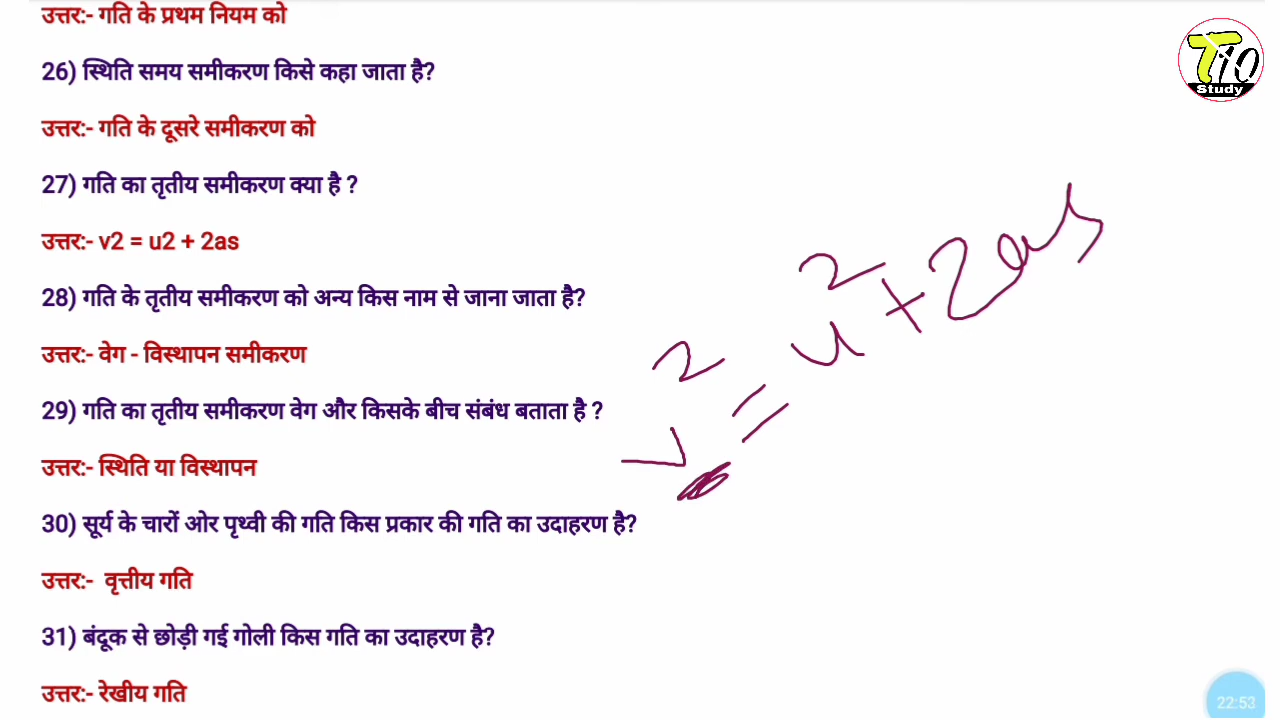 उत्तर:- गति के प्रथम नियम को
26) स्थिति समय समीकरण किसे कहा जाता है?
उत्तर:- गति के दूसरे समीकरण को
27) गति का तृतीय समीकरण क्या है ?
उत्तर:- v2 = u2 + 2as
28) गति के तृतीय समीकरण को अन्य किस नाम से जाना जाता है?
उत्तर:- वेग - विस्थापन समीकरण
29) गति का तृतीय समीकरण वेग और किसके बीच संबंध बताता है ?
उत्तर:- स्थिति या विस्थापन
30) सूर्य के चारों ओर पृथ्वी की गति किस प्रकार की गति का उदाहरण है?
उत्तर:-  वृत्तीय गति
31) बंदूक से छोड़ी गई गोली किस गति का उदाहरण है?
उत्तर:- रेखीय गति
v² = u² + 2as
T10
Study
22:53